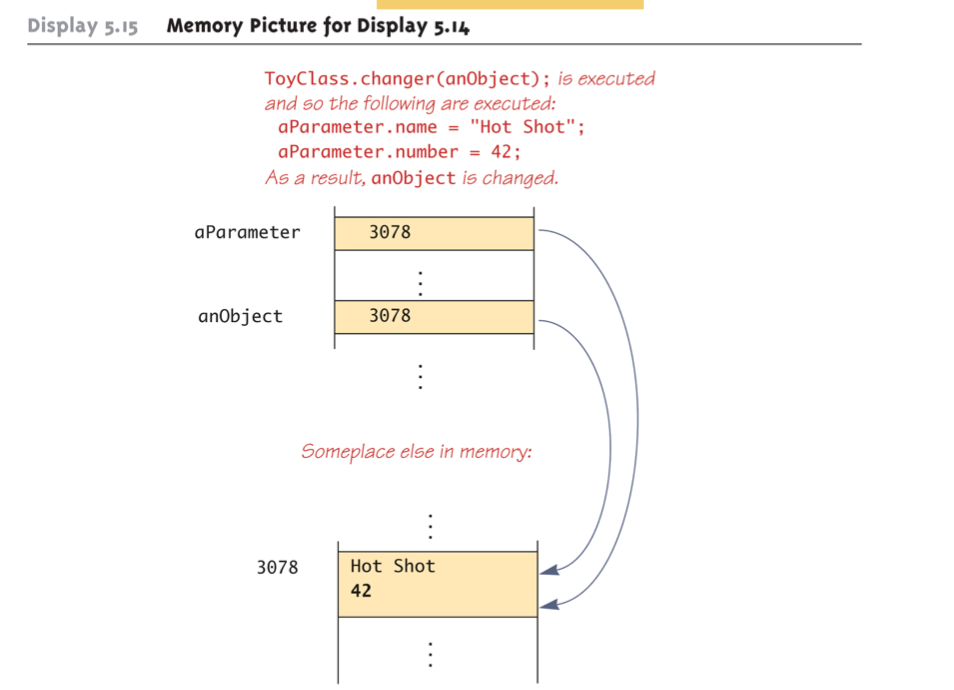 Display 5.15 Memory Picture for Display 5.14
ToyClass.changer(anObject); is executed
and so the following are executed:
aParameter.name = "Hot Shot";
aParameter.number = 42;
As a result, anObject is changed.
aParameter 3078
⋮
anObject 3078
⋮
Someplace else in memory:
⋮
3078 Hot Shot
42
⋮